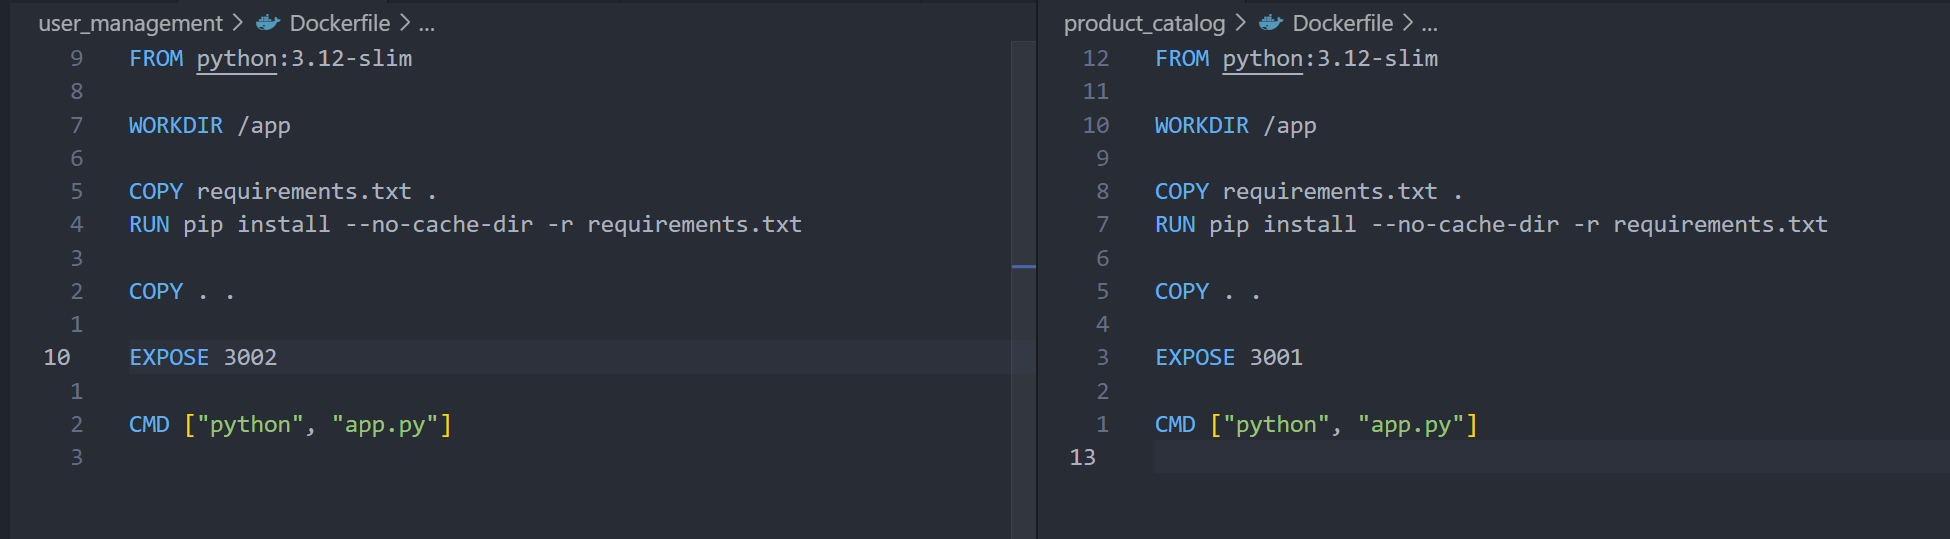 user_management > Dockerfile > ...
9 FROM python:3.12-slim
8
7 WORKDIR /app
6
5 COPY requirements.txt .
4 RUN pip install --no-cache-dir -r requirements.txt
3
2 COPY . .
1
10 EXPOSE 3002
1
2 CMD ["python", "app.py"]
3
product_catalog > Dockerfile > ...
12 FROM python:3.12-slim
11
10 WORKDIR /app
9
8 COPY requirements.txt .
7 RUN pip install --no-cache-dir -r requirements.txt
6
5 COPY . .
4
3 EXPOSE 3001
2
1 CMD ["python", "app.py"]
13